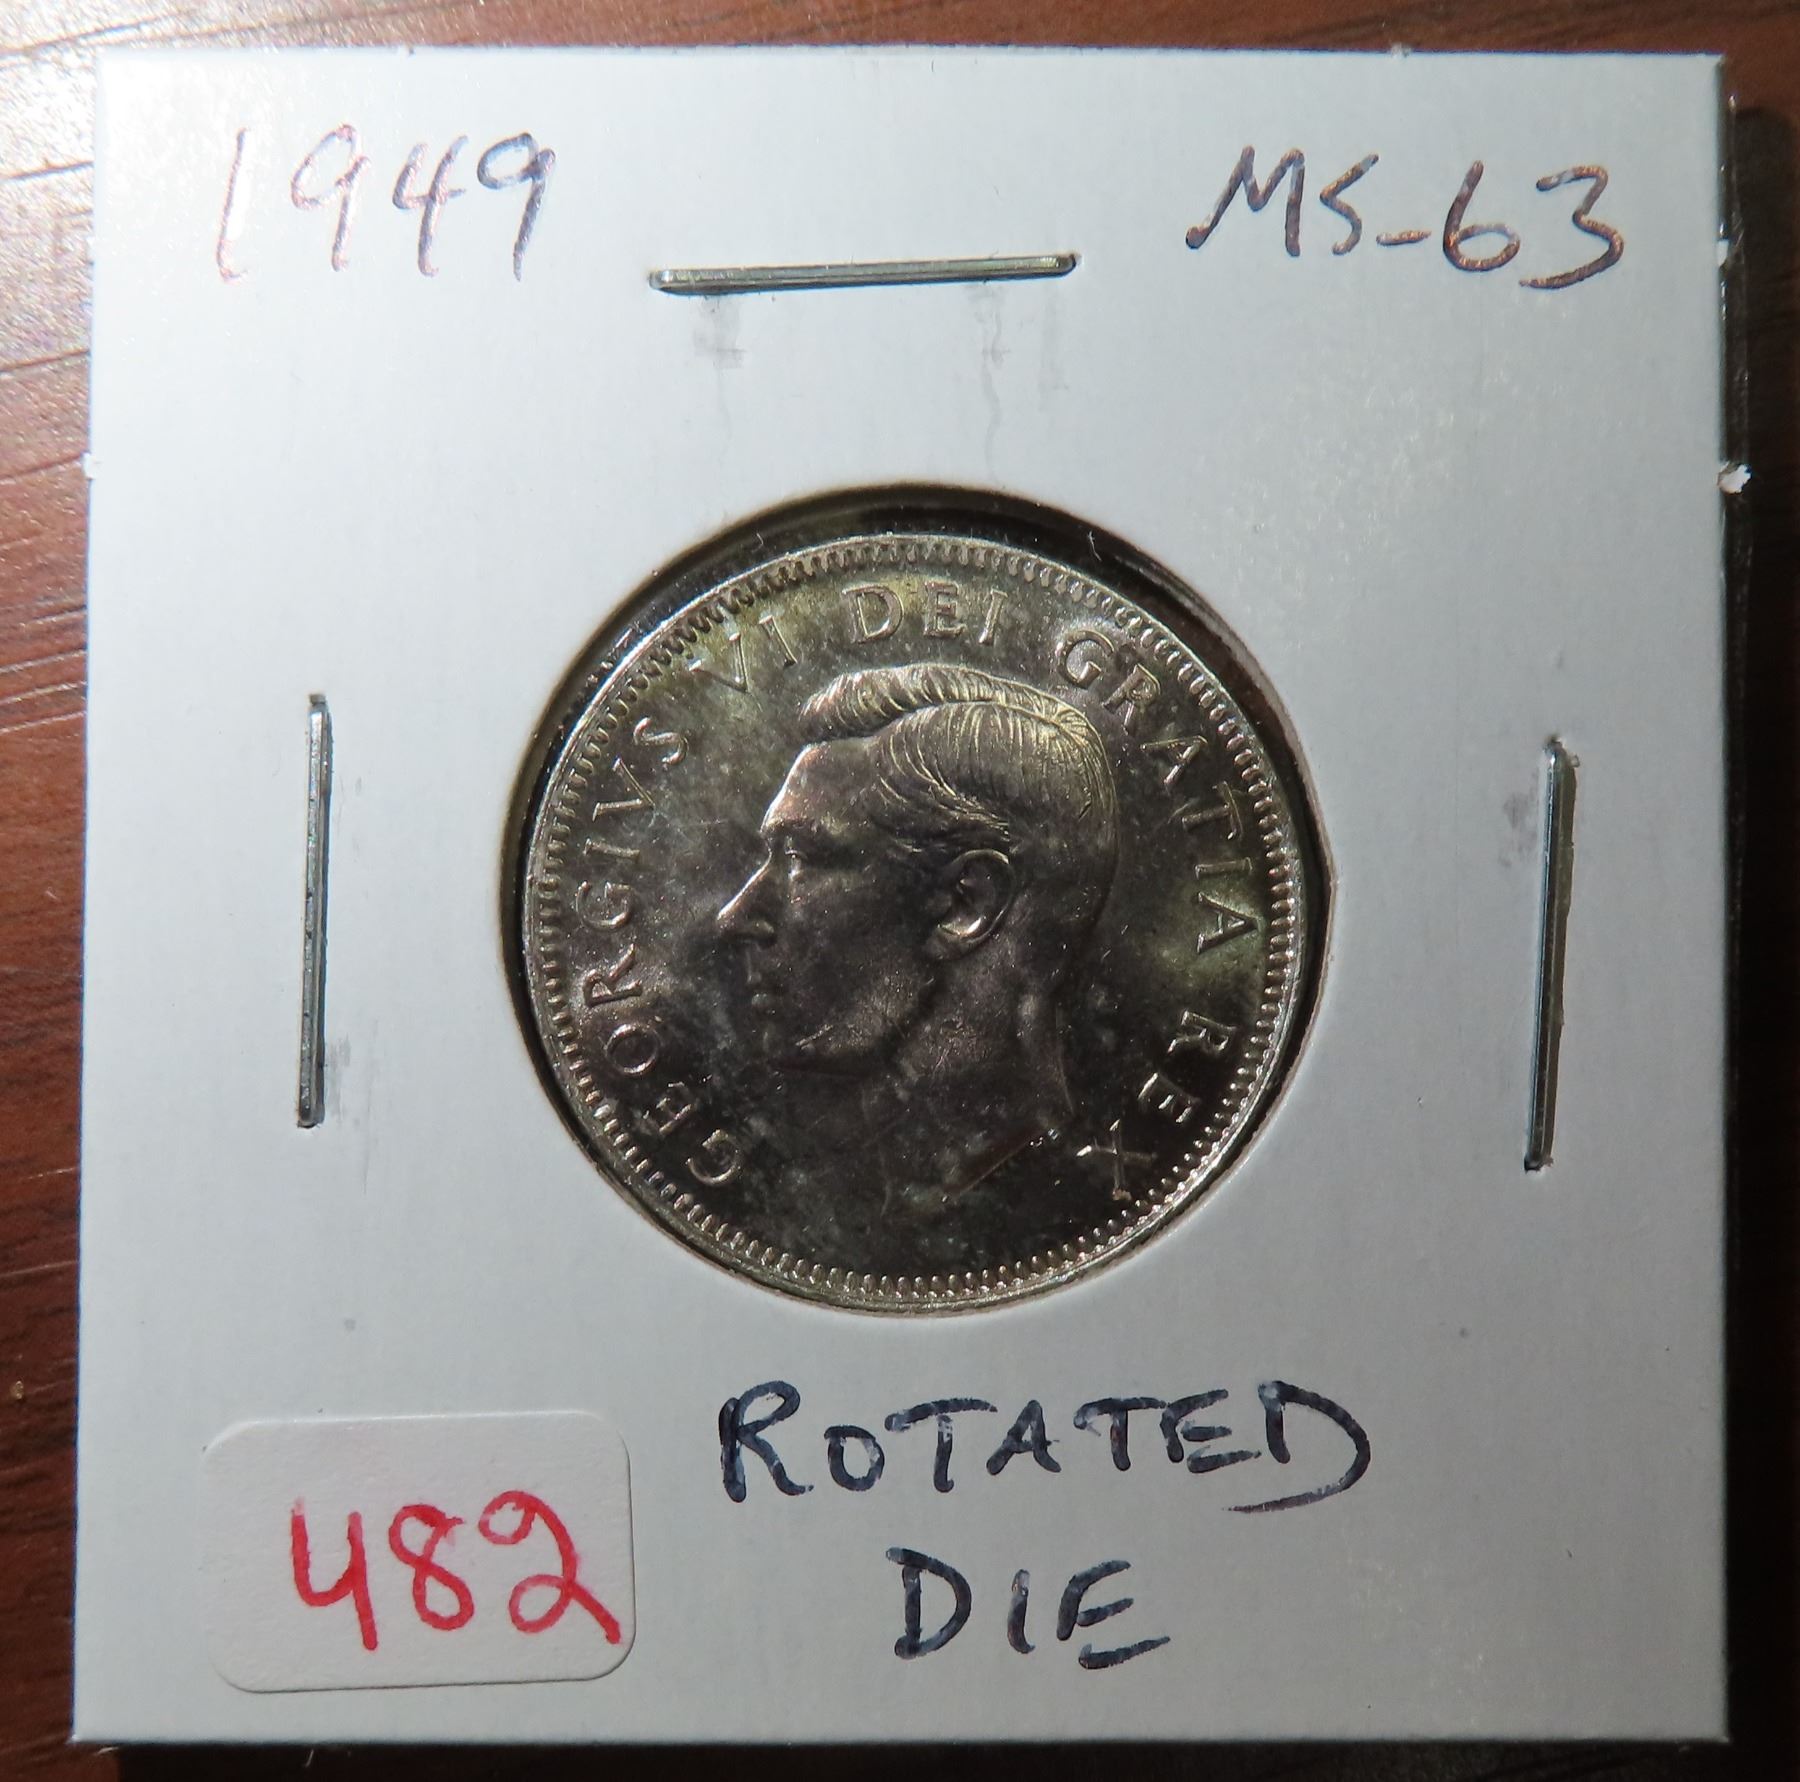 1949 MS-63
GEORGIVS VI DEI GRATIA REX
ROTATED
DIE
482